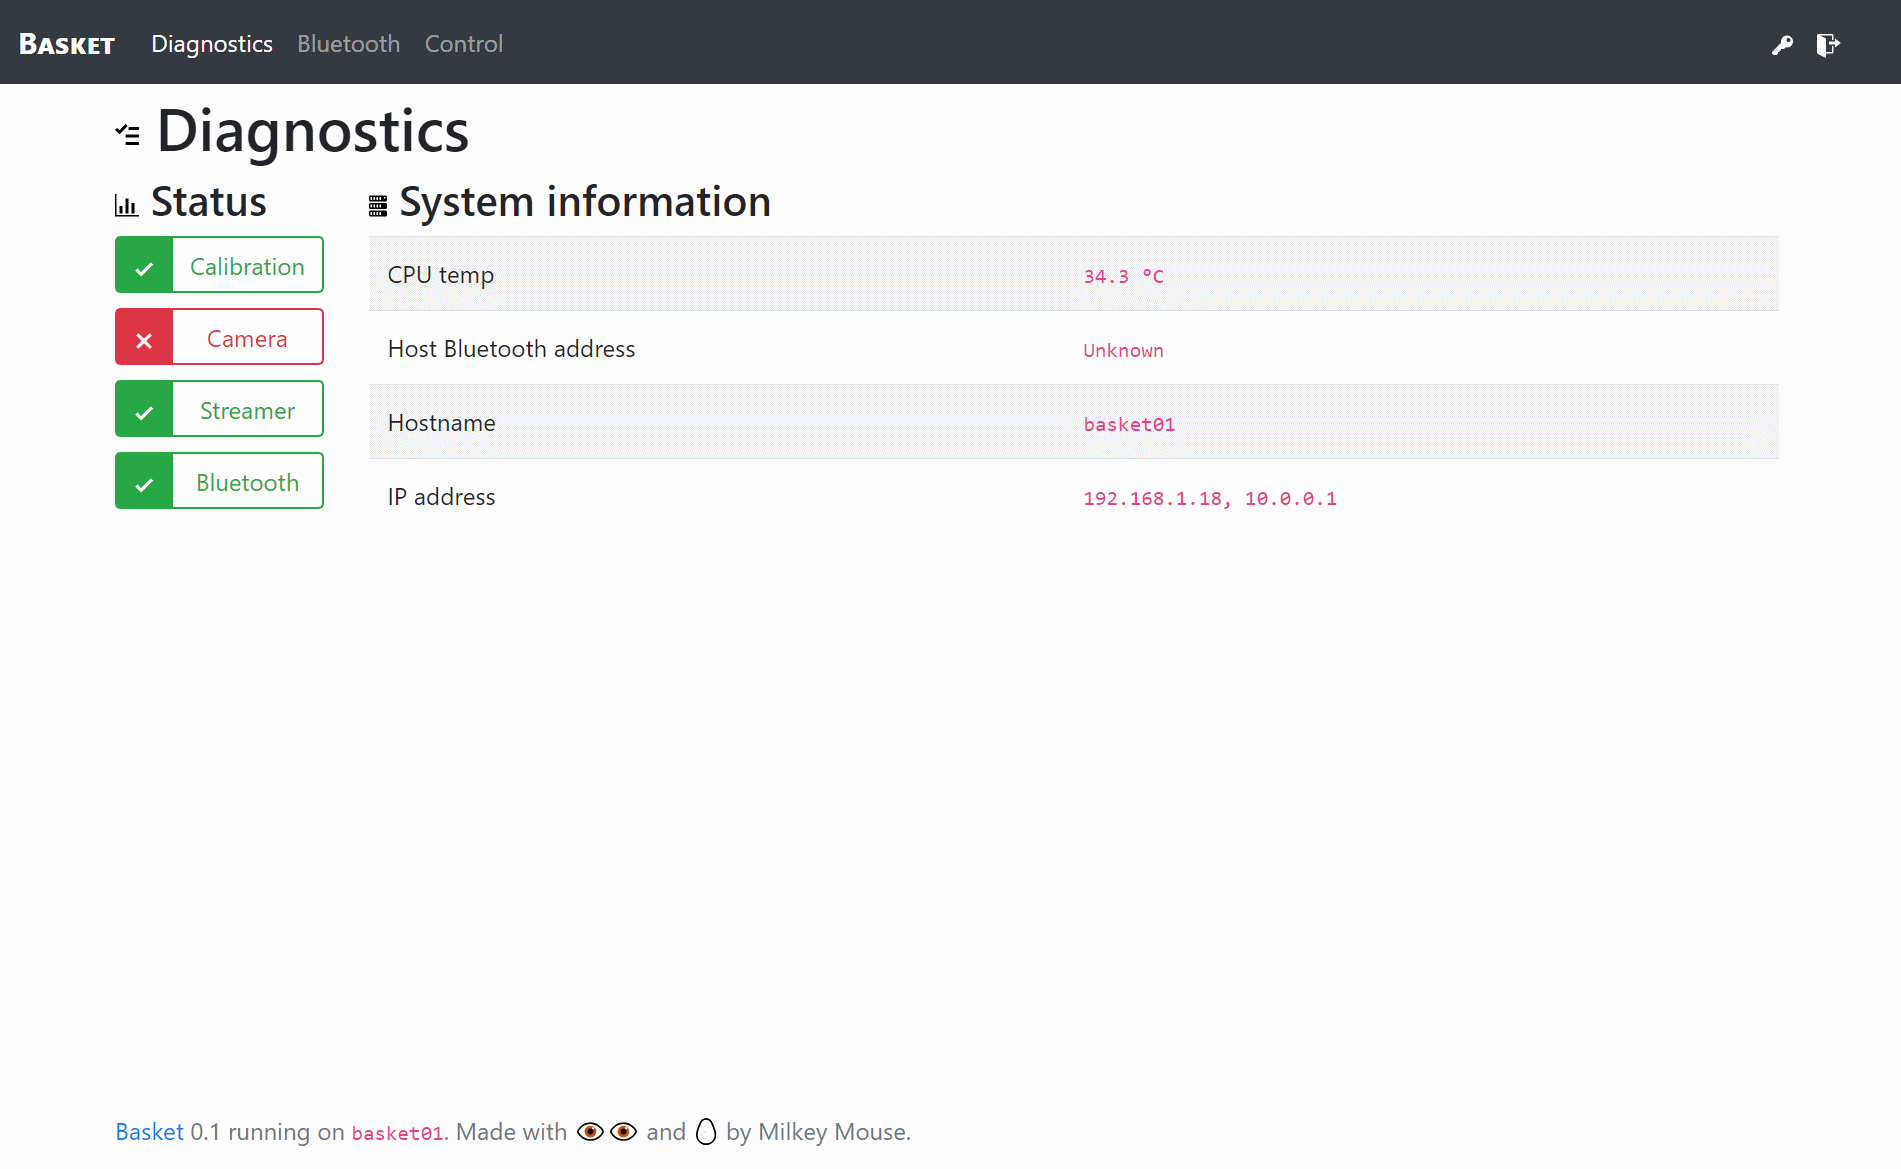 BASKET Diagnostics Bluetooth Control
Diagnostics
Status
Calibration
Camera
Streamer
Bluetooth
System information
CPU temp 34.3 °C
Host Bluetooth address Unknown
Hostname basket01
IP address 192.168.1.18, 10.0.0.1
Basket 0.1 running on basket01. Made with 👁👁 and 🥚 by Milkey Mouse.